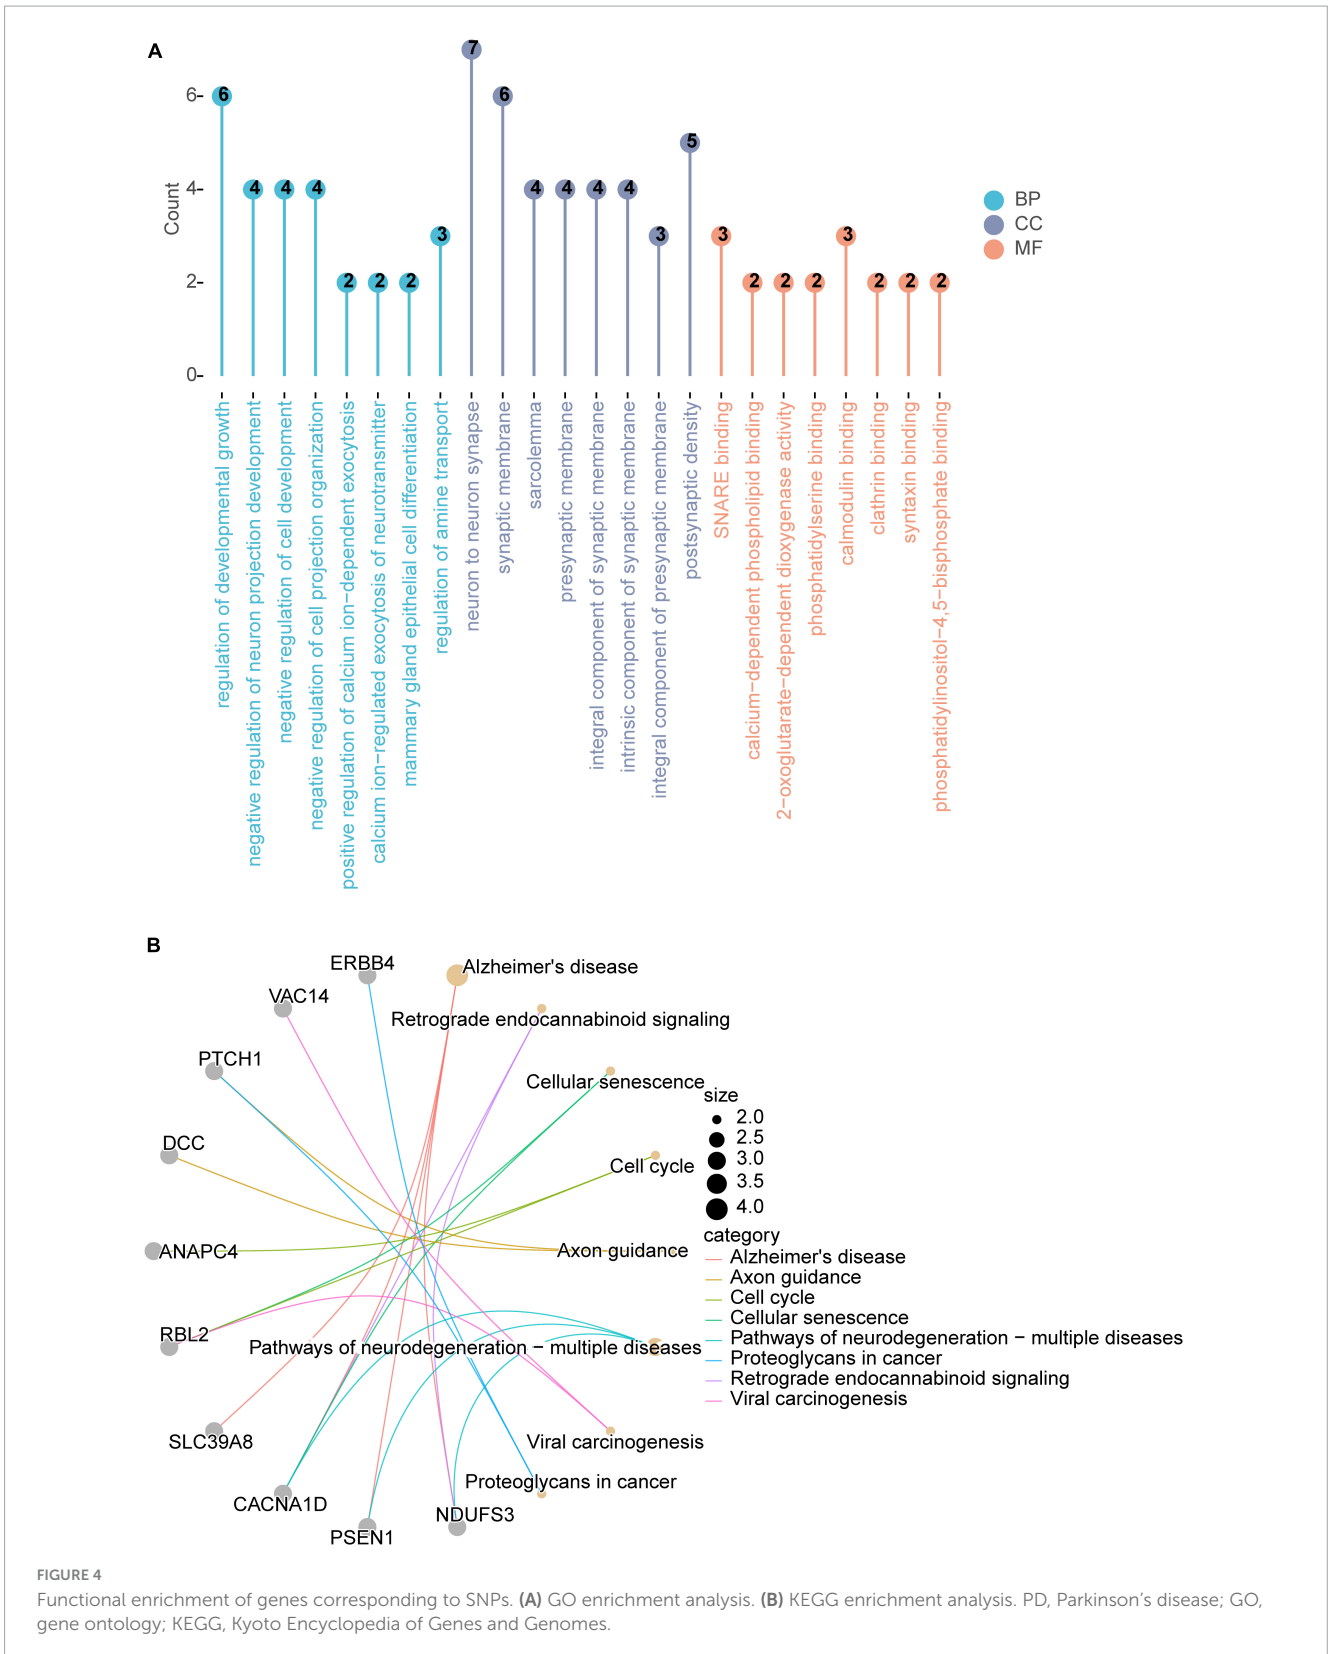 A
7
6-
6
6
5
4-
4
4
4
4
4
4
4
Count
3
3
3
3
2-
2
2
2
2
2
2
2
2
2
0-
BP
CC
MF
regulation of developmental growth
negative regulation of neuron projection development
negative regulation of cell development
negative regulation of cell projection organization
positive regulation of calcium ion−dependent exocytosis
calcium ion−regulated exocytosis of neurotransmitter
mammary gland epithelial cell differentiation
regulation of amine transport
neuron to neuron synapse
synaptic membrane
sarcolemma
presynaptic membrane
integral component of synaptic membrane
intrinsic component of synaptic membrane
integral component of presynaptic membrane
postsynaptic density
SNARE binding
calcium−dependent phospholipid binding
2−oxoglutarate−dependent dioxygenase activity
phosphatidylserine binding
calmodulin binding
clathrin binding
syntaxin binding
phosphatidylinositol−4,5−bisphosphate binding
B
ERBB4
Alzheimer's disease
VAC14
Retrograde endocannabinoid signaling
PTCH1
Cellular senescence
DCC
Cell cycle
ANAPC4
Axon guidance
RBL2
Pathways of neurodegeneration − multiple diseases
SLC39A8
Viral carcinogenesis
CACNA1D
Proteoglycans in cancer
PSEN1
NDUFS3
size
2.0
2.5
3.0
3.5
4.0
category
Alzheimer's disease
Axon guidance
Cell cycle
Cellular senescence
Pathways of neurodegeneration − multiple diseases
Proteoglycans in cancer
Retrograde endocannabinoid signaling
Viral carcinogenesis
FIGURE 4
Functional enrichment of genes corresponding to SNPs. (A) GO enrichment analysis. (B) KEGG enrichment analysis. PD, Parkinson's disease; GO,
gene ontology; KEGG, Kyoto Encyclopedia of Genes and Genomes.